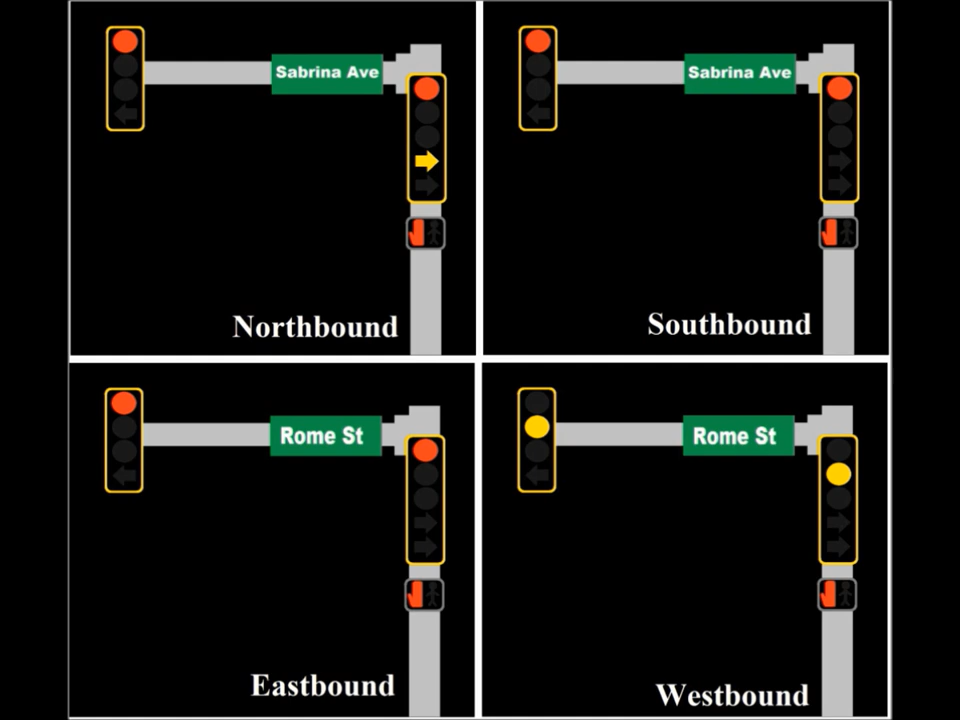 Sabrina Ave
Northbound
Sabrina Ave
Southbound
Rome St
Eastbound
Rome St
Westbound